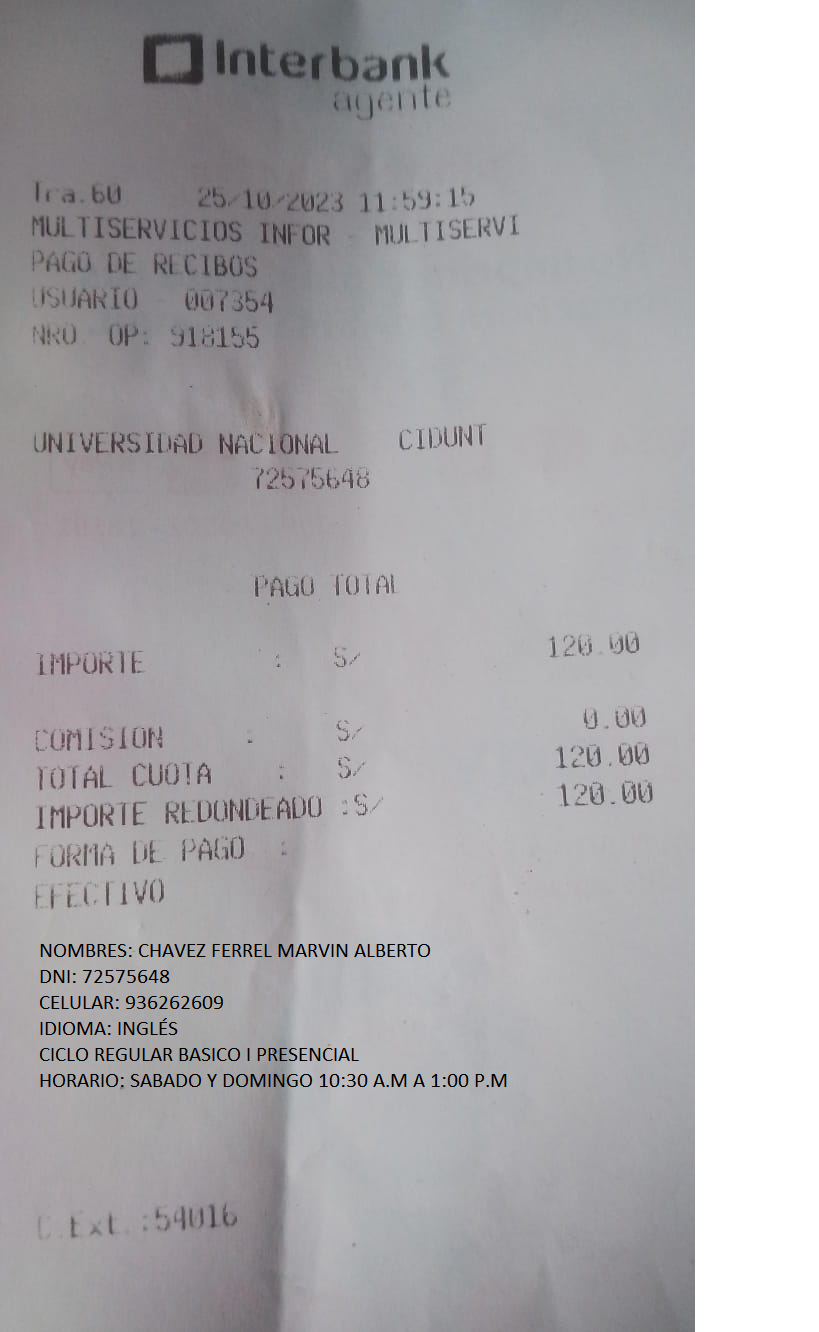 Interbank
agente
Tra.60 25/10/2023 11:59:15
MULTISERVICIOS INFOR - MULTISERVI
PAGO DE RECIBOS
USUARIO - 007354
NRO OP: 918155
UNIVERSIDAD NACIONAL CIDUNT
72575648
PAGO TOTAL
IMPORTE : S/ 120.00
COMISION : S/ 0.00
TOTAL CUOTA : S/ 120.00
IMPORTE REDONDEADO :S/ 120.00
FORMA DE PAGO :
EFECTIVO
NOMBRES: CHAVEZ FERREL MARVIN ALBERTO
DNI: 72575648
CELULAR: 936262609
IDIOMA: INGLÉS
CICLO REGULAR BASICO I PRESENCIAL
HORARIO: SABADO Y DOMINGO 10:30 A.M A 1:00 P.M
C.Ext.:54016